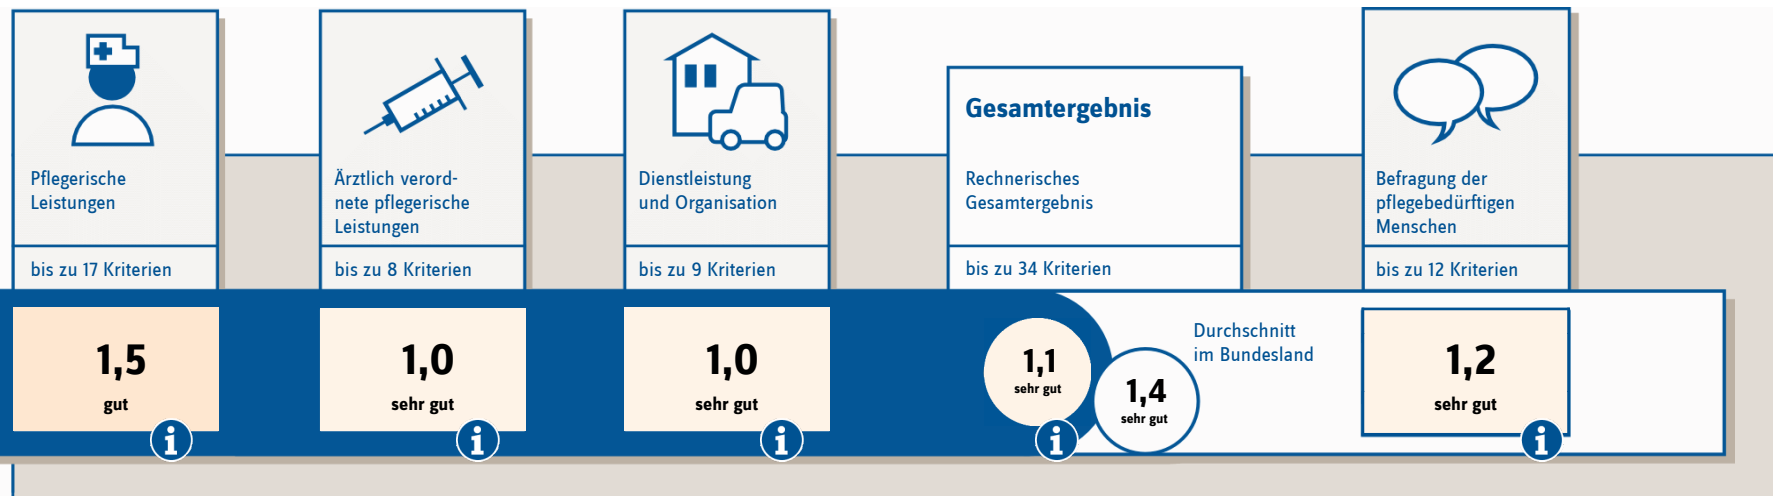 Pflegerische
Leistungen
bis zu 17 Kriterien
1,5
gut
Ärztlich verord-
nete pflegerische
Leistungen
bis zu 8 Kriterien
1,0
sehr gut
Dienstleistung
und Organisation
bis zu 9 Kriterien
1,0
sehr gut
Gesamtergebnis
Rechnerisches
Gesamtergebnis
bis zu 34 Kriterien
1,1
sehr gut
1,4
sehr gut
Durchschnitt
im Bundesland
Befragung der
pflegebedürftigen
Menschen
bis zu 12 Kriterien
1,2
sehr gut